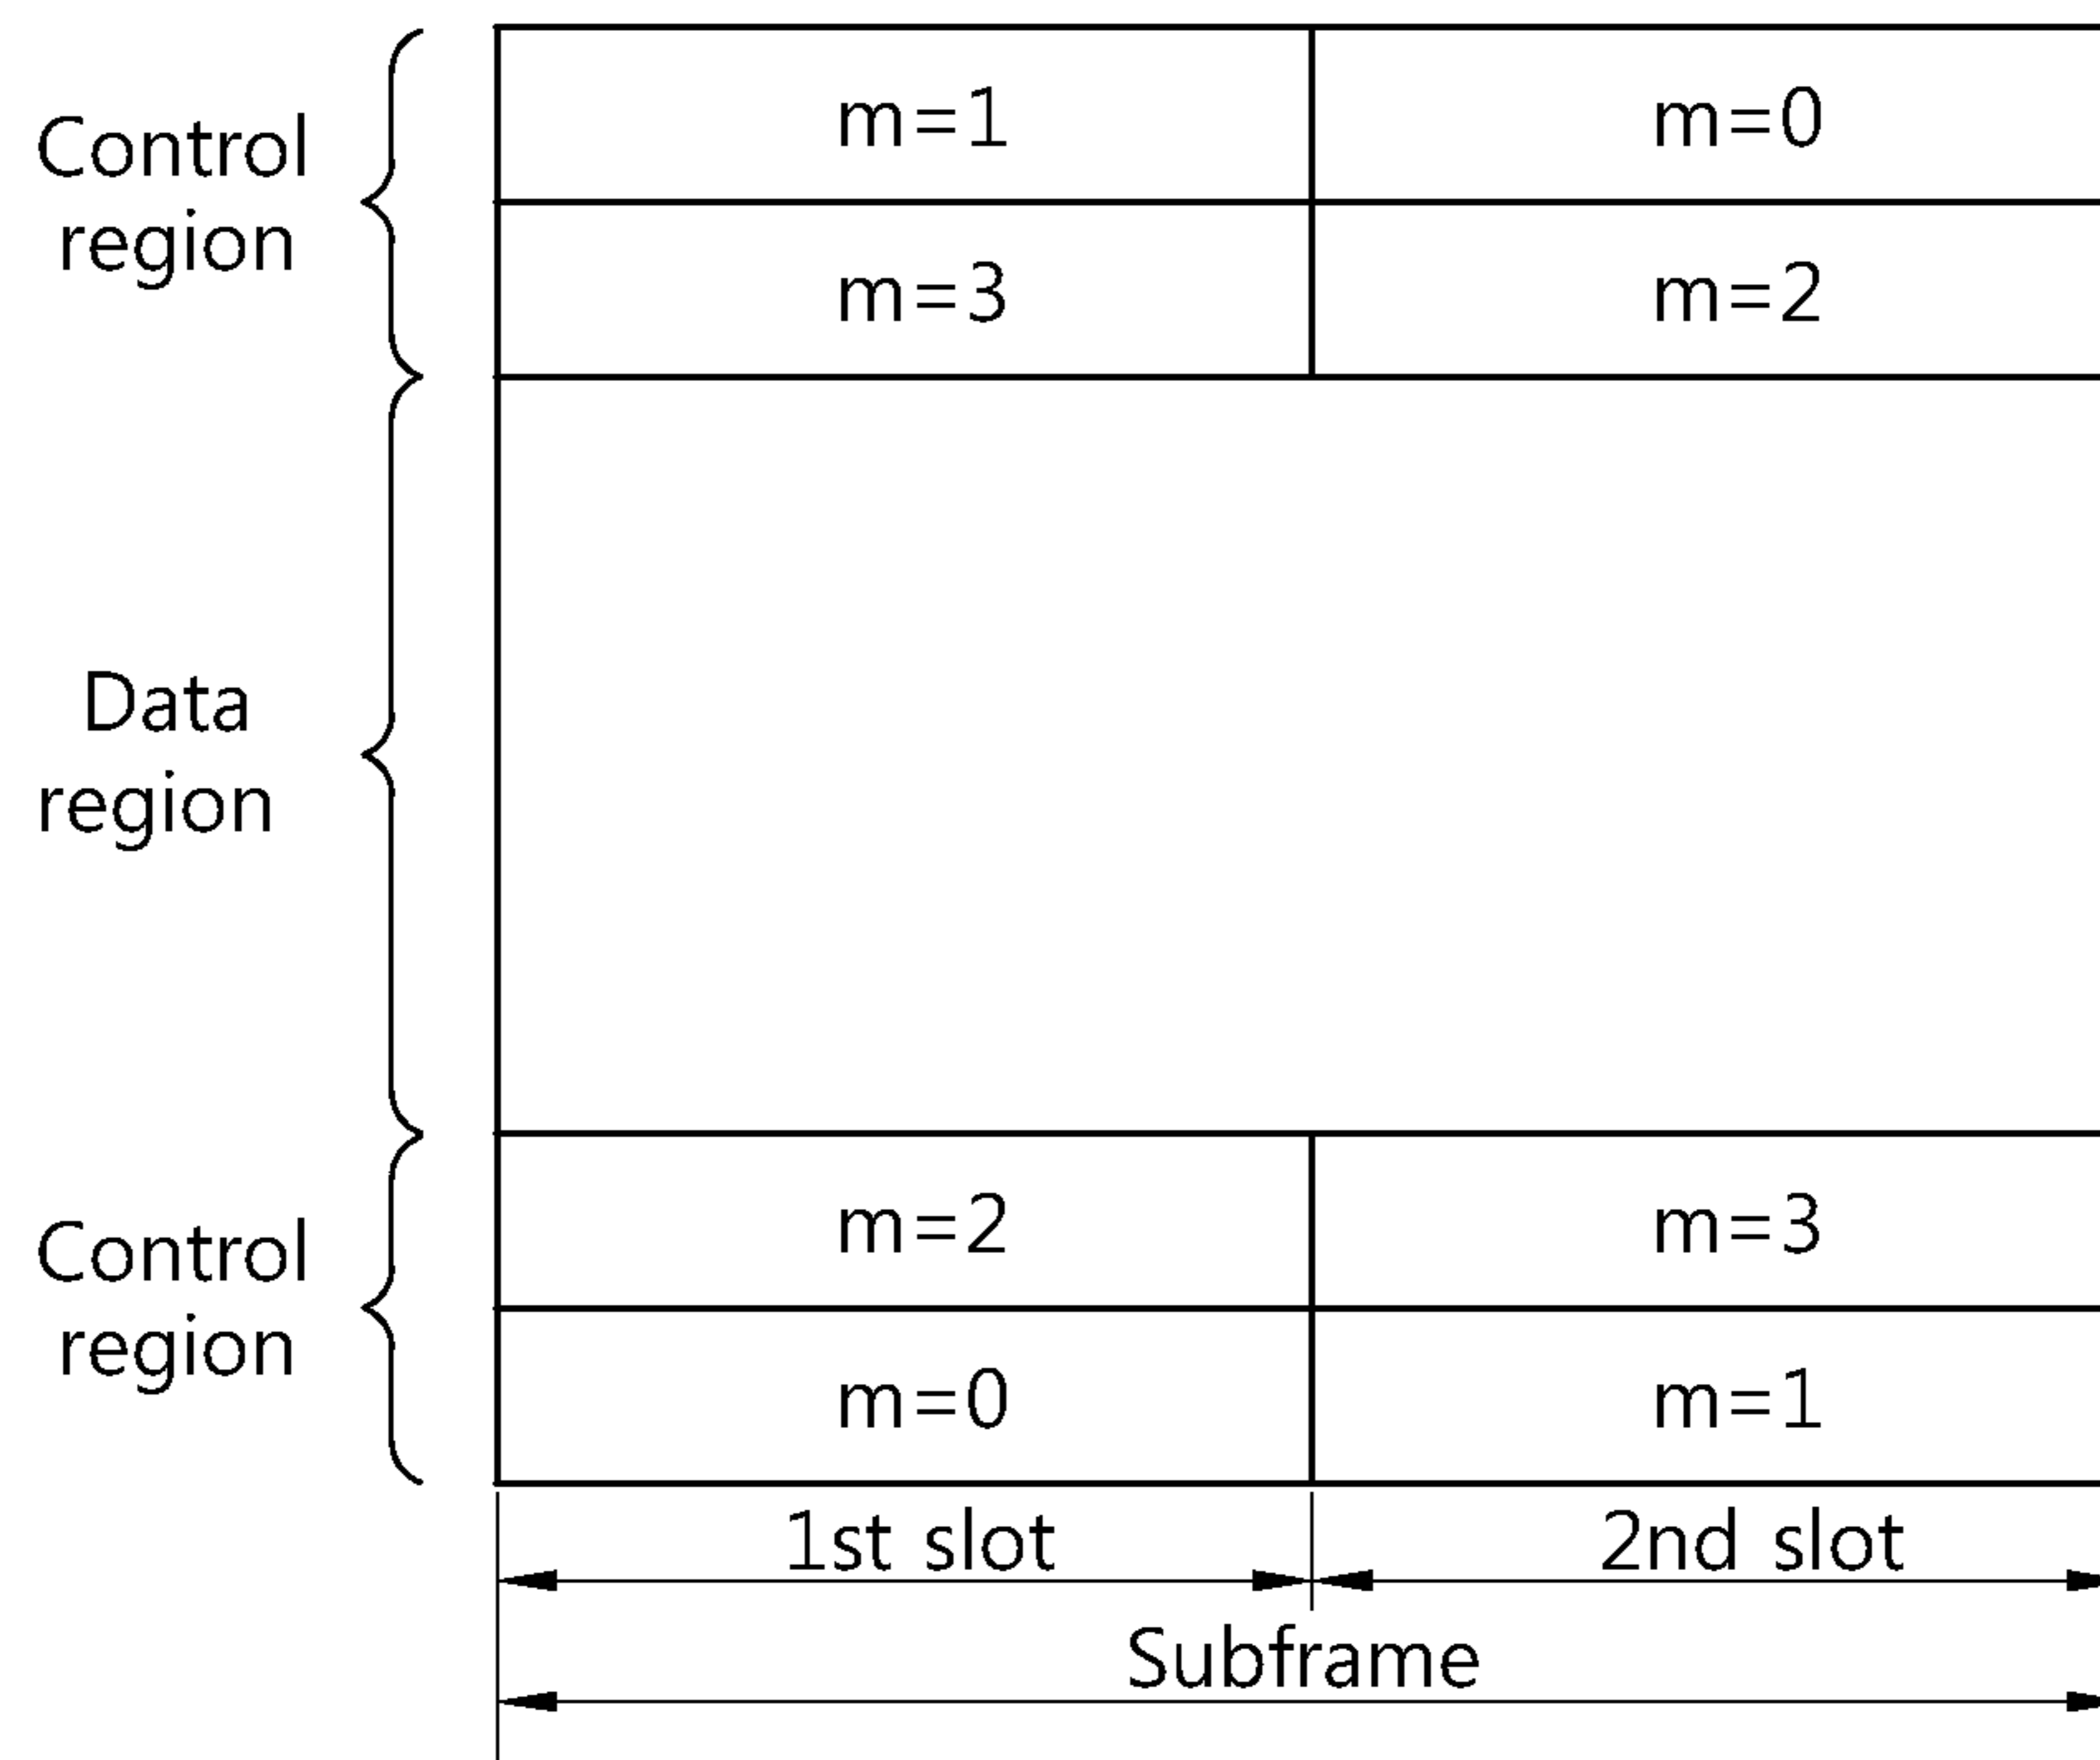 Control
region
m=1
m=0
m=3
m=2
Data
region
Control
region
m=2
m=3
m=0
m=1
1st slot
2nd slot
Subframe